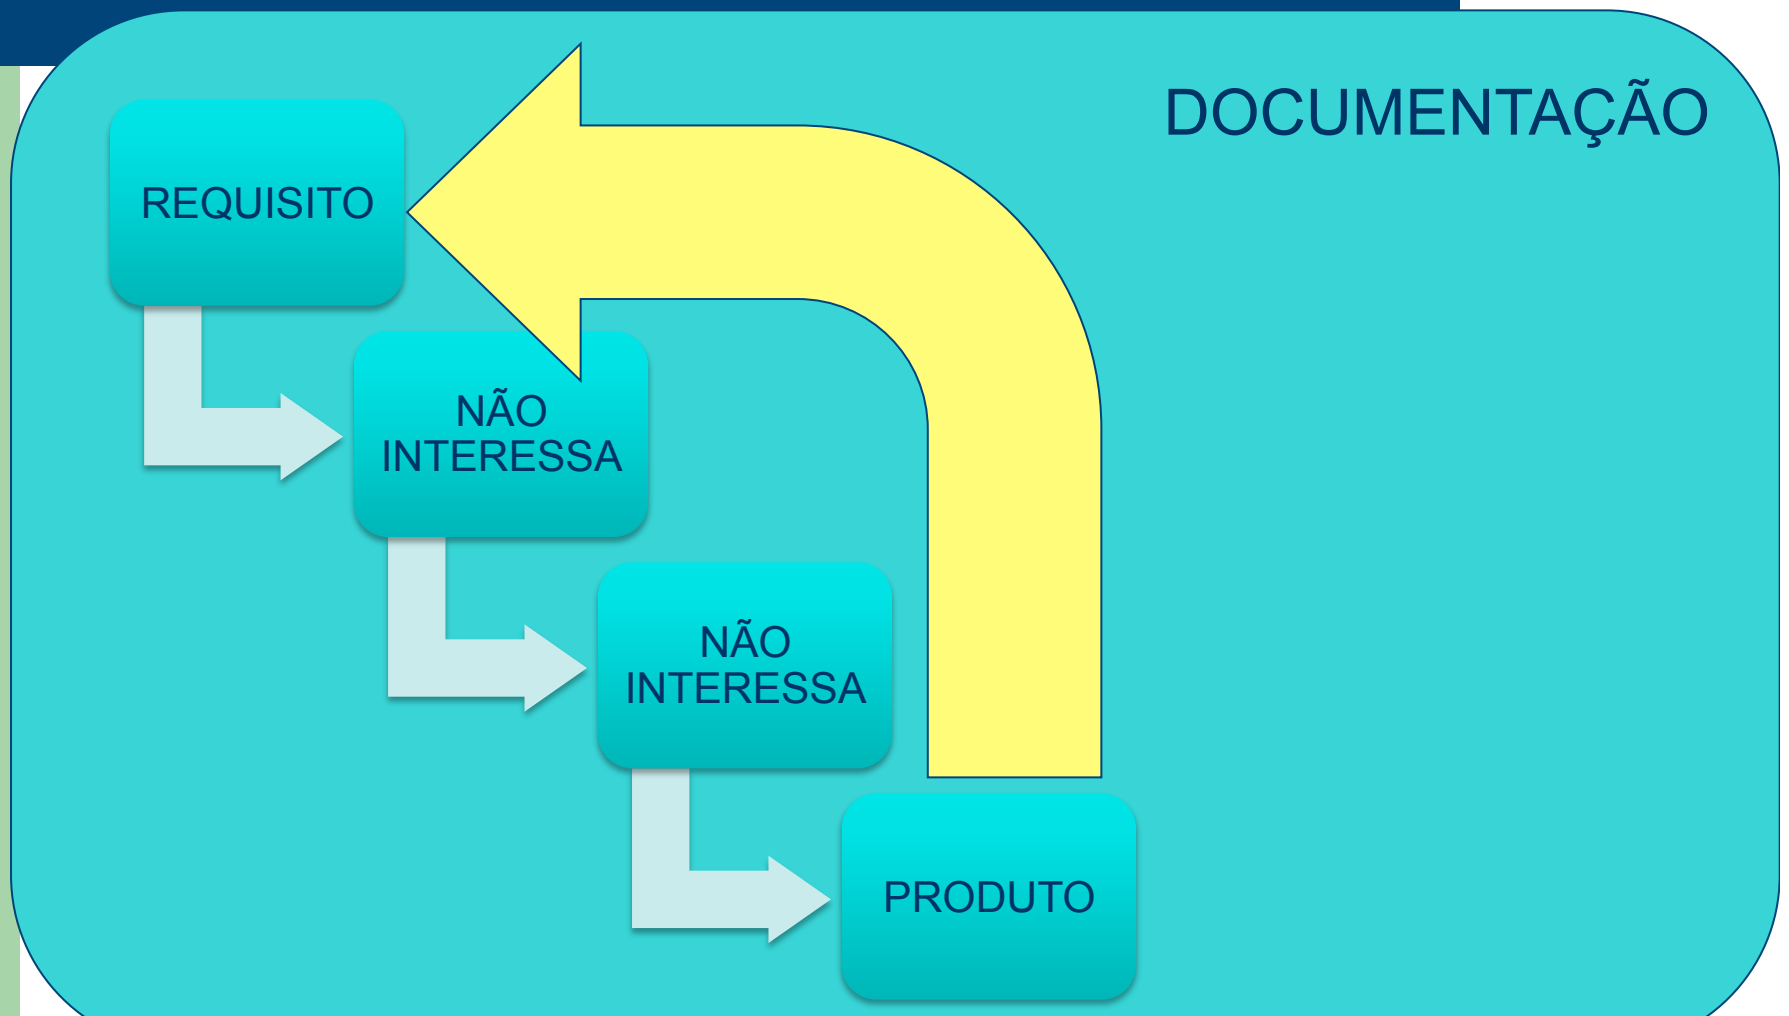 DOCUMENTAÇÃO
REQUISITO
NÃO
INTERESSA
NÃO
INTERESSA
PRODUTO